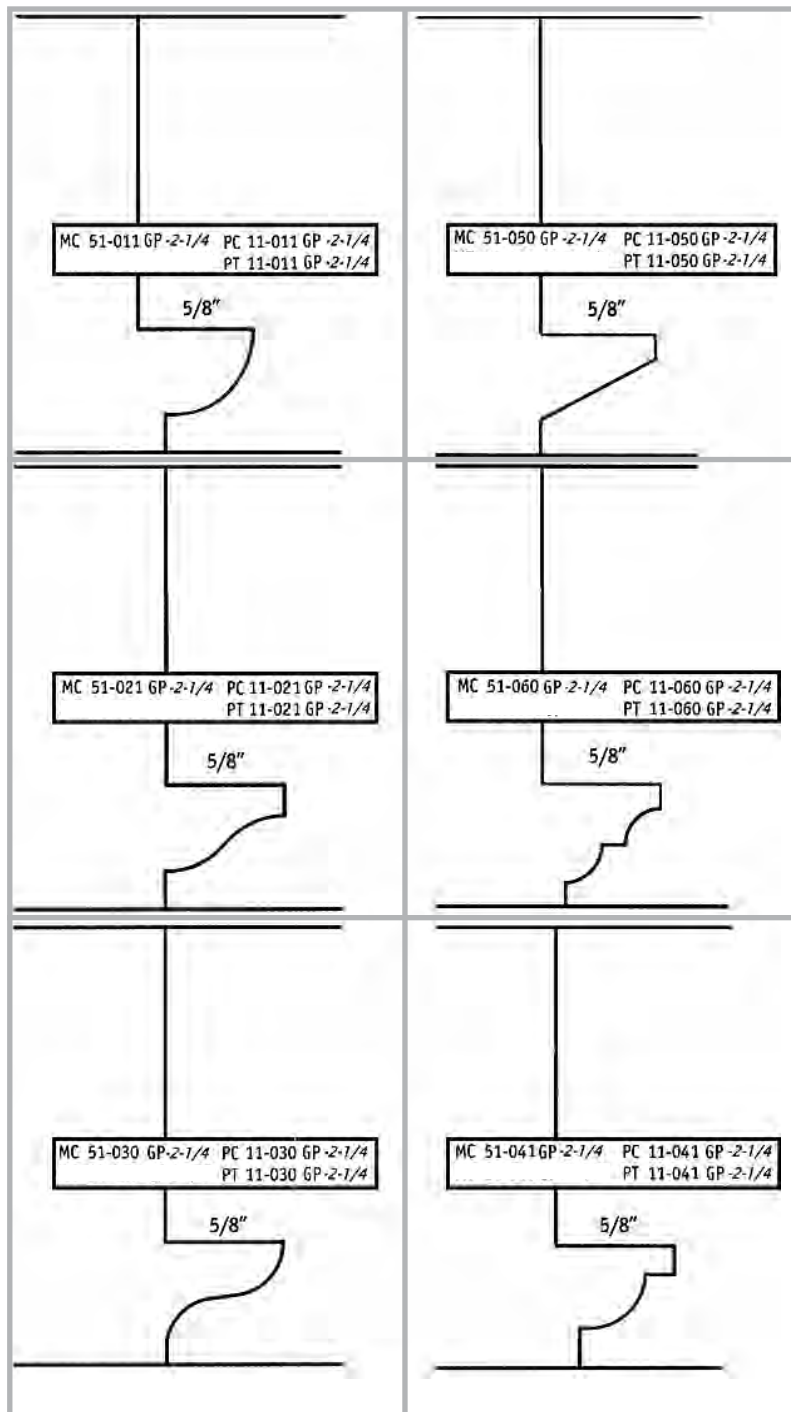 MC 51-011 GP -2-1/4 PC 11-011 GP -2-1/4
PT 11-011 GP -2-1/4
5/8"
MC 51-050 GP -2-1/4 PC 11-050 GP -2-1/4
PT 11-050 GP -2-1/4
5/8"
MC 51-021 GP -2-1/4 PC 11-021 GP -2-1/4
PT 11-021 GP -2-1/4
5/8"
MC 51-060 GP -2-1/4 PC 11-060 GP -2-1/4
PT 11-060 GP -2-1/4
5/8"
MC 51-030 GP -2-1/4 PC 11-030 GP -2-1/4
PT 11-030 GP -2-1/4
5/8"
MC 51-041 GP -2-1/4 PC 11-041 GP -2-1/4
PT 11-041 GP -2-1/4
5/8"